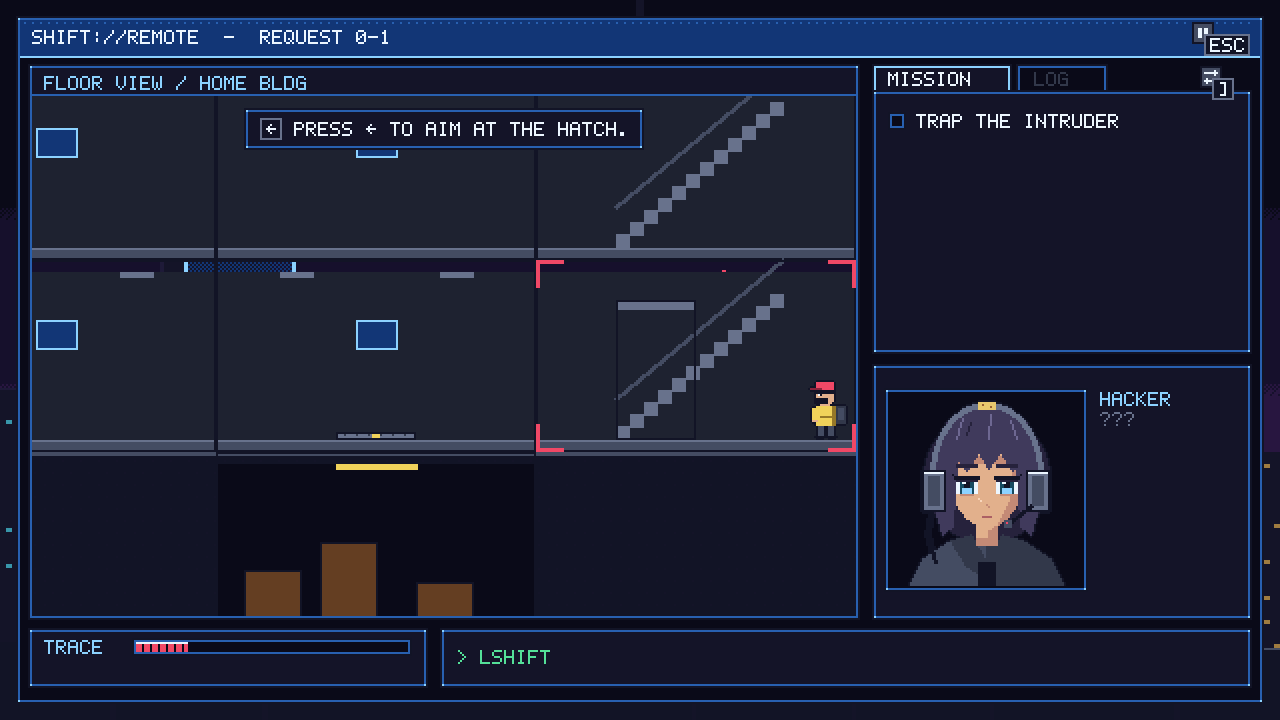 SHIFT://REMOTE – REQUEST 0-1
ESC
FLOOR VIEW / HOME BLDG
MISSION
LOG
]
← PRESS ← TO AIM AT THE HATCH.
TRAP THE INTRUDER
HACKER
???
TRACE
> LSHIFT